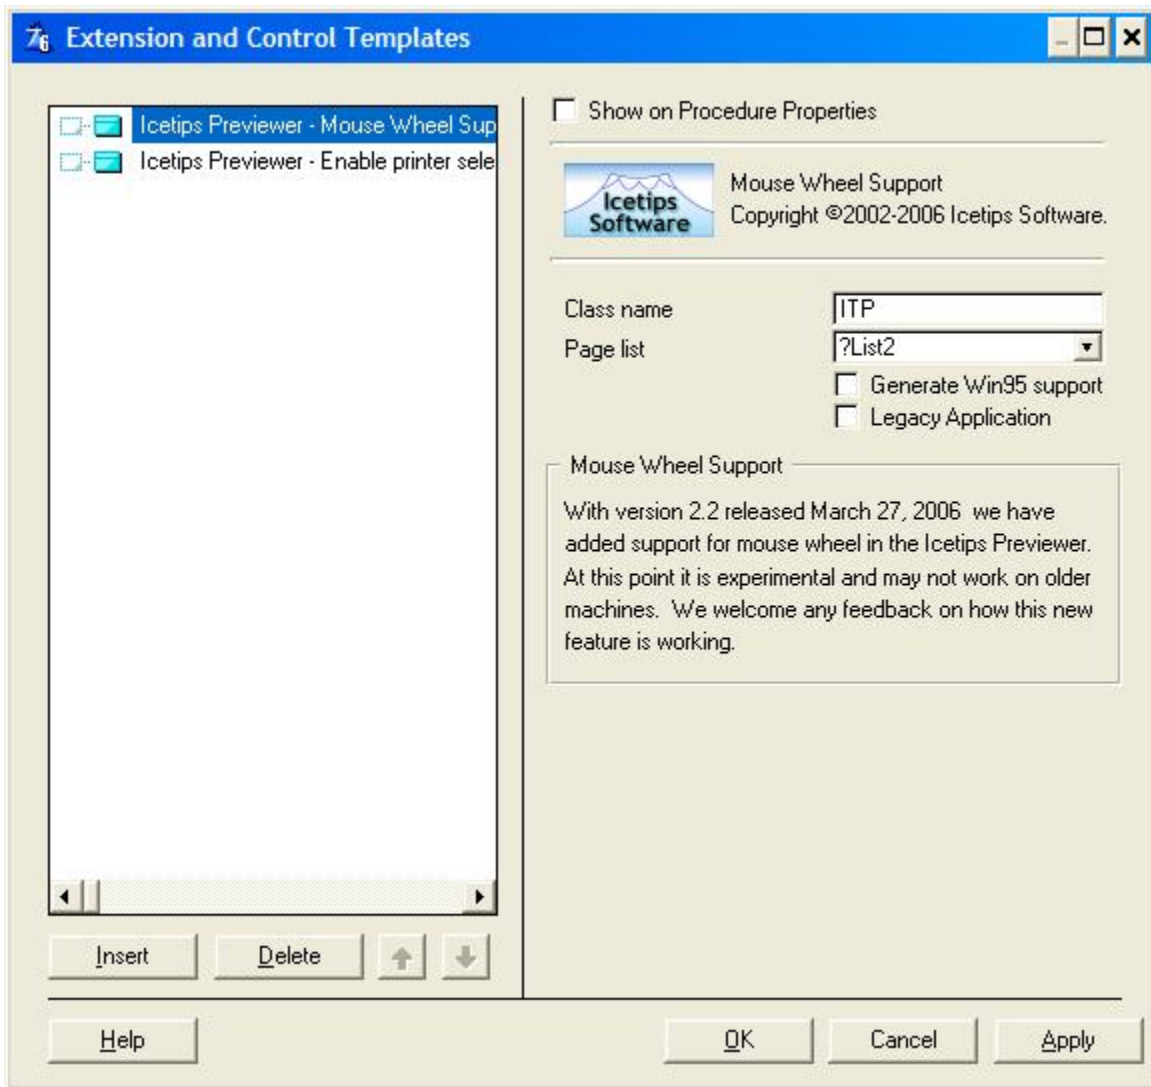 Extension and Control Templates
Icetips Previewer - Mouse Wheel Sup
Icetips Previewer - Enable printer sele
Show on Procedure Properties
Icetips
Software
Mouse Wheel Support
Copyright ©2002-2006 Icetips Software.
Class name
ITP
Page list
?List2
Generate Win95 support
Legacy Application
Mouse Wheel Support
With version 2.2 released March 27, 2006 we have
added support for mouse wheel in the Icetips Previewer.
At this point it is experimental and may not work on older
machines. We welcome any feedback on how this new
feature is working.
Insert
Delete
Help
OK
Cancel
Apply